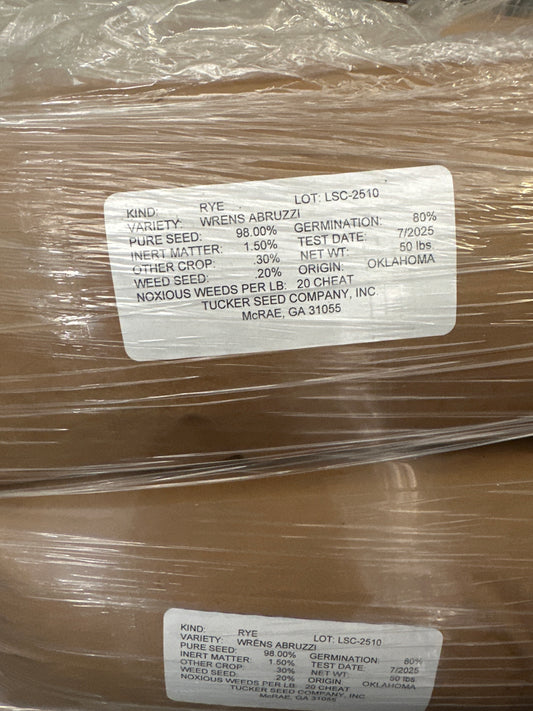 KIND: RYE LOT: LSC-2510
VARIETY: WRENS ABRUZZI
PURE SEED: 98.00% GERMINATION: 80%
INERT MATTER: 1.50% TEST DATE: 7/2025
OTHER CROP: .30% NET WT: 50 lbs
WEED SEED: .20% ORIGIN: OKLAHOMA
NOXIOUS WEEDS PER LB: 20 CHEAT
TUCKER SEED COMPANY, INC
McRAE, GA 31055
KIND: RYE LOT: LSC-2510
VARIETY: WRENS ABRUZZI
PURE SEED: 98.00% GERMINATION: 80%
INERT MATTER: 1.50% TEST DATE: 7/2025
OTHER CROP: .30% NET WT: 50 lbs
WEED SEED: .20% ORIGIN OKLAHOMA
NOXIOUS WEEDS PER LB: 20 CHEAT
TUCKER SEED COMPANY, INC
McRAE, GA 31055